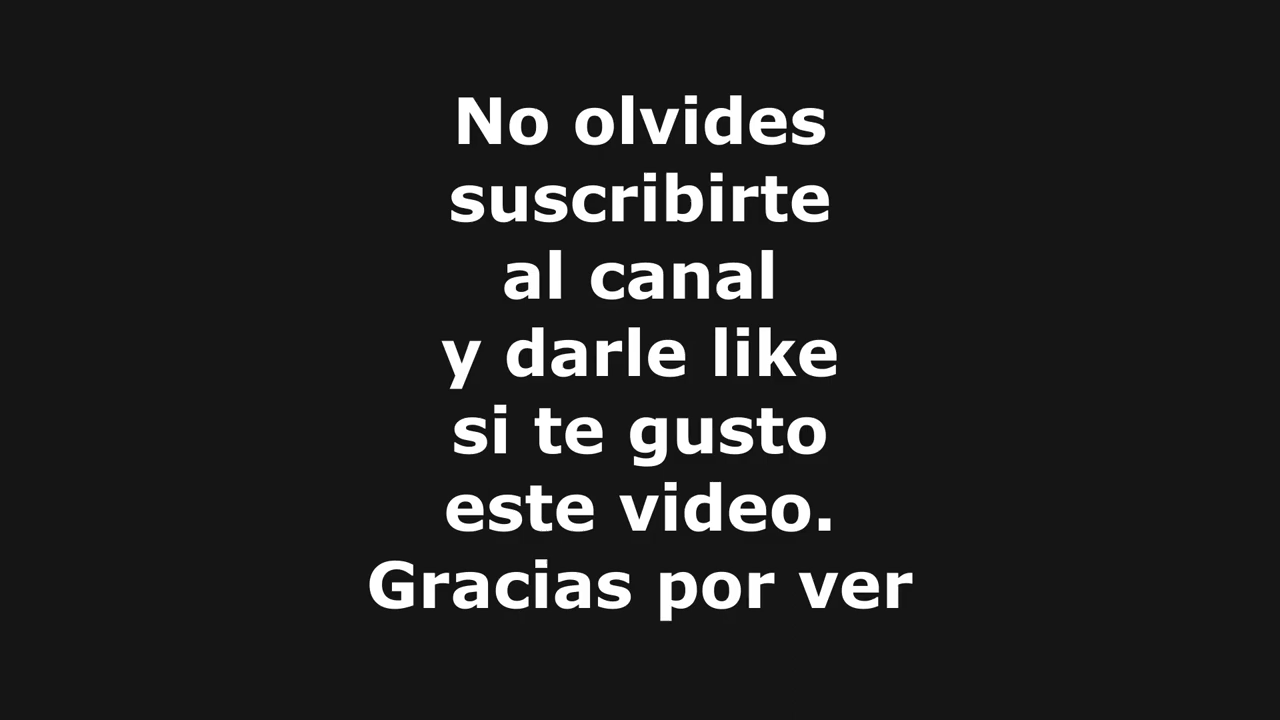 No olvides
suscribirte
al canal
y darle like
si te gusto
este video.
Gracias por ver